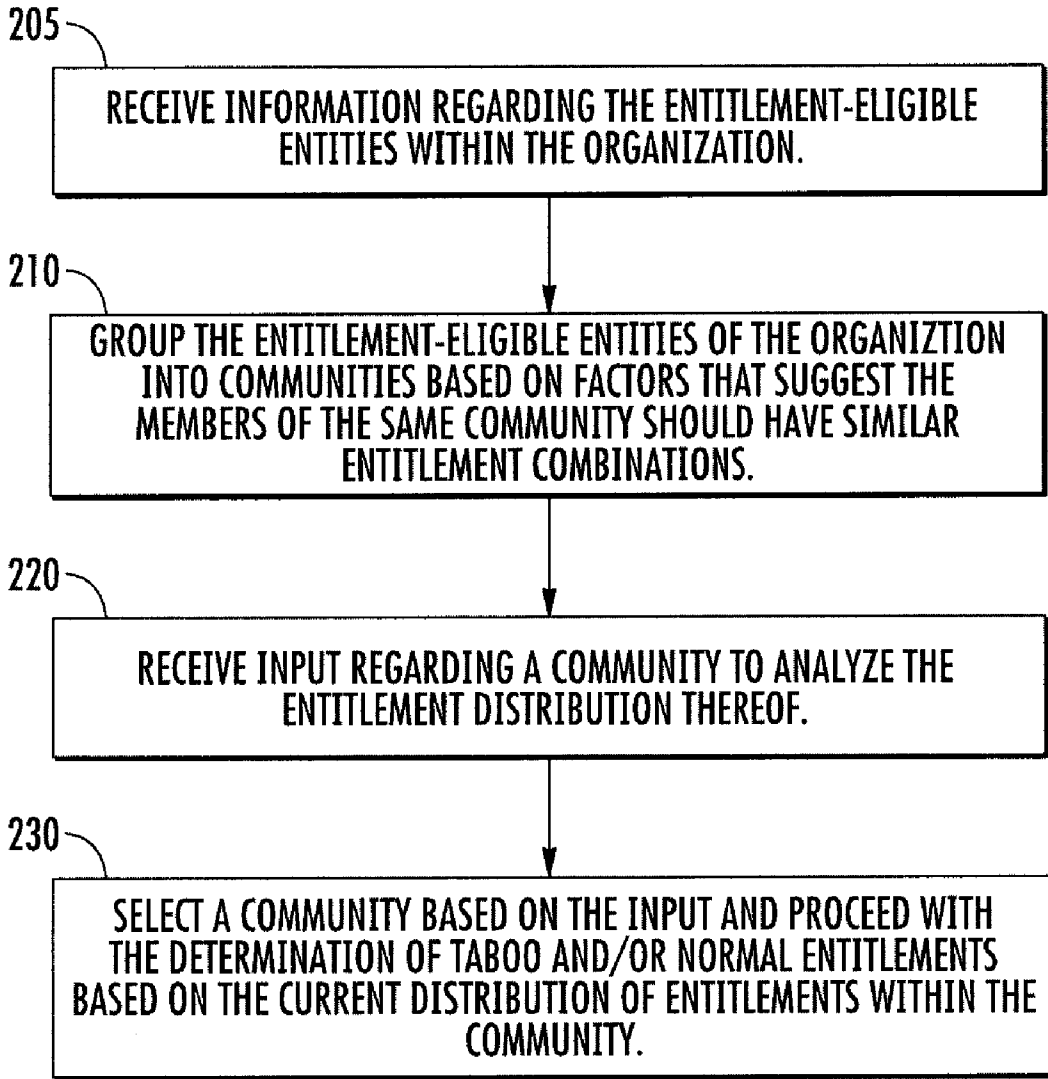 205
RECEIVE INFORMATION REGARDING THE ENTITLEMENT-ELIGIBLE
ENTITIES WITHIN THE ORGANIZATION.
210
GROUP THE ENTITLEMENT-ELIGIBLE ENTITIES OF THE ORGANIZTION
INTO COMMUNITIES BASED ON FACTORS THAT SUGGEST THE
MEMBERS OF THE SAME COMMUNITY SHOULD HAVE SIMILAR
ENTITLEMENT COMBINATIONS.
220
RECEIVE INPUT REGARDING A COMMUNITY TO ANALYZE THE
ENTITLEMENT DISTRIBUTION THEREOF.
230
SELECT A COMMUNITY BASED ON THE INPUT AND PROCEED WITH
THE DETERMINATION OF TABOO AND/OR NORMAL ENTITLEMENTS
BASED ON THE CURRENT DISTRIBUTION OF ENTITLEMENTS WITHIN THE
COMMUNITY.